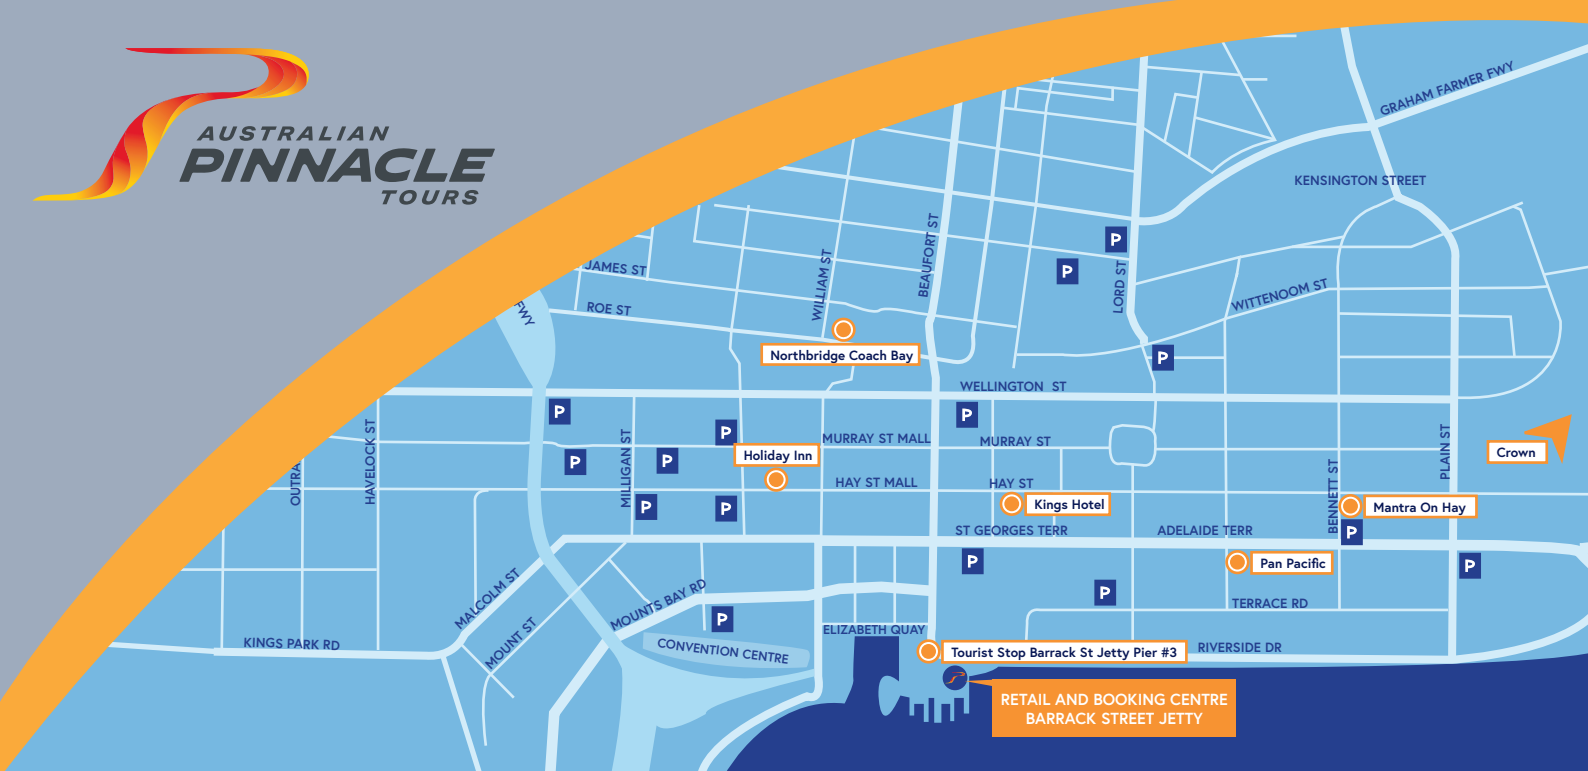 AUSTRALIAN
PINNACLE
TOURS
GRAHAM FARMER FWY
KENSINGTON STREET
JAMES ST
WILLIAM ST
BEAUFORT ST
LORD ST
WITTENOOM ST
P
P
FWY
ROE ST
Northbridge Coach Bay
P
WELLINGTON ST
P
P
P
HAVELOCK ST
MILLIGAN ST
MURRAY ST MALL
MURRAY ST
PLAIN ST
Crown
Holiday Inn
P
P
OUTRA
HAY ST MALL
HAY ST
BENNETT ST
P
P
Kings Hotel
Mantra On Hay
ST GEORGES TERR
ADELAIDE TERR
P
P
Pan Pacific
P
MALCOLM ST
MOUNTS BAY RD
P
TERRACE RD
P
MOUNT ST
KINGS PARK RD
ELIZABETH QUAY
CONVENTION CENTRE
Tourist Stop Barrack St Jetty Pier #3
RIVERSIDE DR
RETAIL AND BOOKING CENTRE
BARRACK STREET JETTY